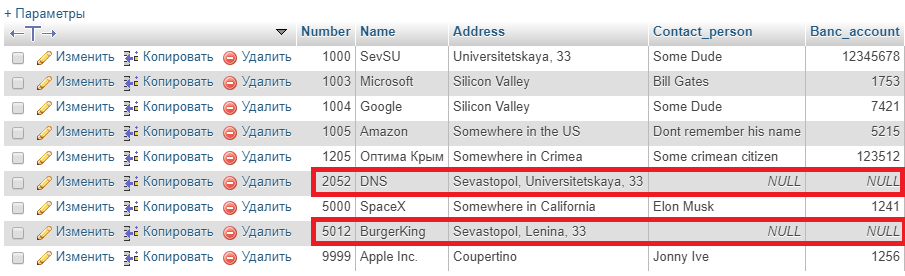 + Параметры
Number Name Address Contact_person Banc_account
Изменить Копировать Удалить 1000 SevSU Universitetskaya, 33 Some Dude 12345678
Изменить Копировать Удалить 1003 Microsoft Silicon Valley Bill Gates 1753
Изменить Копировать Удалить 1004 Google Silicon Valley Some Dude 7421
Изменить Копировать Удалить 1005 Amazon Somewhere in the US Dont remember his name 5215
Изменить Копировать Удалить 1205 Оптима Крым Somewhere in Crimea Some crimean citizen 123512
Изменить Копировать Удалить 2052 DNS Sevastopol, Universitetskaya, 33 NULL NULL
Изменить Копировать Удалить 5000 SpaceX Somewhere in California Elon Musk 1241
Изменить Копировать Удалить 5012 BurgerKing Sevastopol, Lenina, 33 NULL NULL
Изменить Копировать Удалить 9999 Apple Inc. Coupertino Jonny Ive 1256